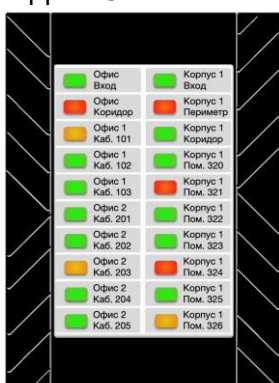 Офис
Вход
Корпус 1
Вход
Офис
Коридор
Корпус 1
Периметр
Офис 1
Каб. 101
Корпус 1
Коридор
Офис 1
Каб. 102
Корпус 1
Пом. 320
Офис 1
Каб. 103
Корпус 1
Пом. 321
Офис 2
Каб. 201
Корпус 1
Пом. 322
Офис 2
Каб. 202
Корпус 1
Пом. 323
Офис 2
Каб. 203
Корпус 1
Пом. 324
Офис 2
Каб. 204
Корпус 1
Пом. 325
Офис 2
Каб. 205
Корпус 1
Пом. 326